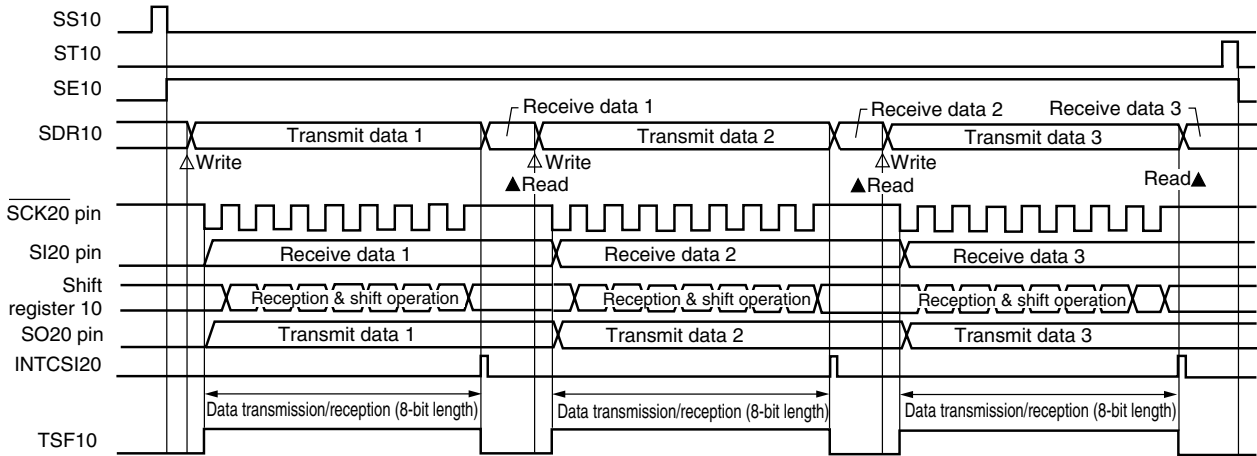 SS10
ST10
SE10
Receive data 1
Receive data 2
Receive data 3
SDR10
Transmit data 1
Transmit data 2
Transmit data 3
△Write
△Write
△Write
▲Read
▲Read
Read▲
SCK20 pin
SI20 pin
Receive data 1
Receive data 2
Receive data 3
Shift
register 10
Reception & shift operation
Reception & shift operation
Reception & shift operation
SO20 pin
Transmit data 1
Transmit data 2
Transmit data 3
INTCSI20
Data transmission/reception (8-bit length)
Data transmission/reception (8-bit length)
Data transmission/reception (8-bit length)
TSF10